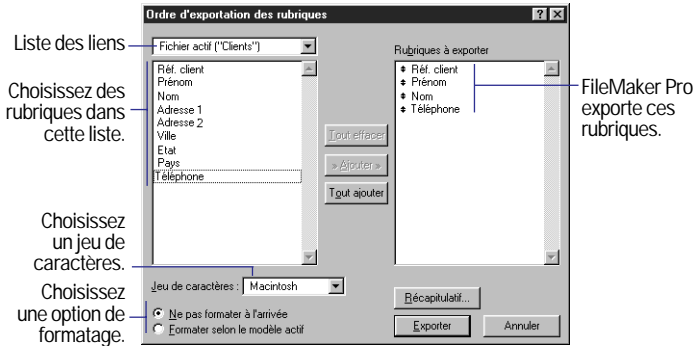 Ordre d'exportation des rubriques
Liste des liens
Fichier actif ("Clients")
Choisissez des
rubriques dans
cette liste.
Réf. client
Prénom
Nom
Adresse 1
Adresse 2
Ville
Etat
Pays
Téléphone
Tout effacer
» Ajouter »
Tout ajouter
Rubriques à exporter
Réf. client
Prénom
Nom
Téléphone
FileMaker Pro
exporte ces
rubriques.
Choisissez
un jeu de
caractères.
Jeu de caractères : Macintosh
Choisissez
une option de
formatage.
Ne pas formater à l'arrivée
Formater selon le modèle actif
Récapitulatif...
Exporter
Annuler